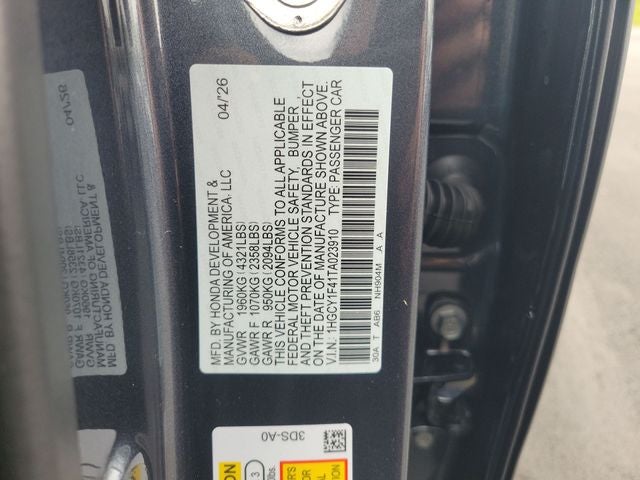 MFD. BY HONDA DEVELOPMENT & 04/'26
MANUFACTURING OF AMERICA, LLC
GVWR 1960KG(4321LBS)
GAWR F 1070KG(2358LBS)
GAWR R 950KG(2094LBS)
THIS VEHICLE CONFORMS TO ALL APPLICABLE
FEDERAL MOTOR VEHICLE SAFETY, BUMPER,
AND THEFT PREVENTION STANDARDS IN EFFECT
ON THE DATE OF MANUFACTURE SHOWN ABOVE.
V.I.N.: 1HGCY1F41TA023910 TYPE: PASSENGER CAR
30A T AB6 NH904M A A
3DS-A0
3